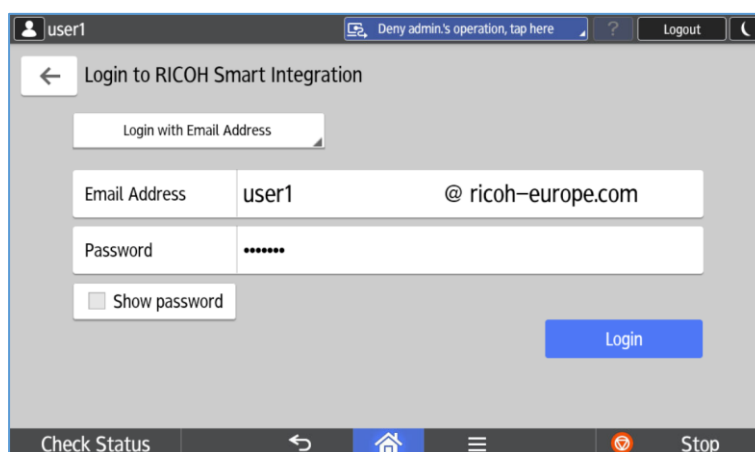 user1 Deny admin.'s operation, tap here ? Logout
Login to RICOH Smart Integration
Login with Email Address
Email Address user1 @ ricoh-europe.com
Password •••••••
Show password
Login
Check Status Stop